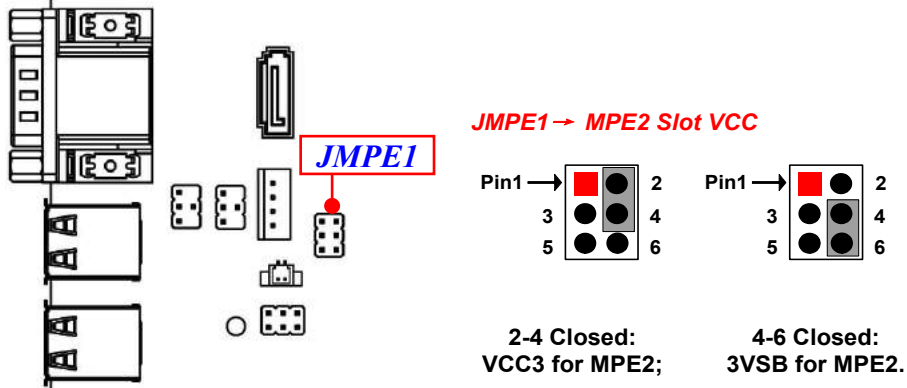 JMPE1
JMPE1→ MPE2 Slot VCC
Pin1 2
3 4
5 6
Pin1 2
3 4
5 6
2-4 Closed:
VCC3 for MPE2;
4-6 Closed:
3VSB for MPE2.